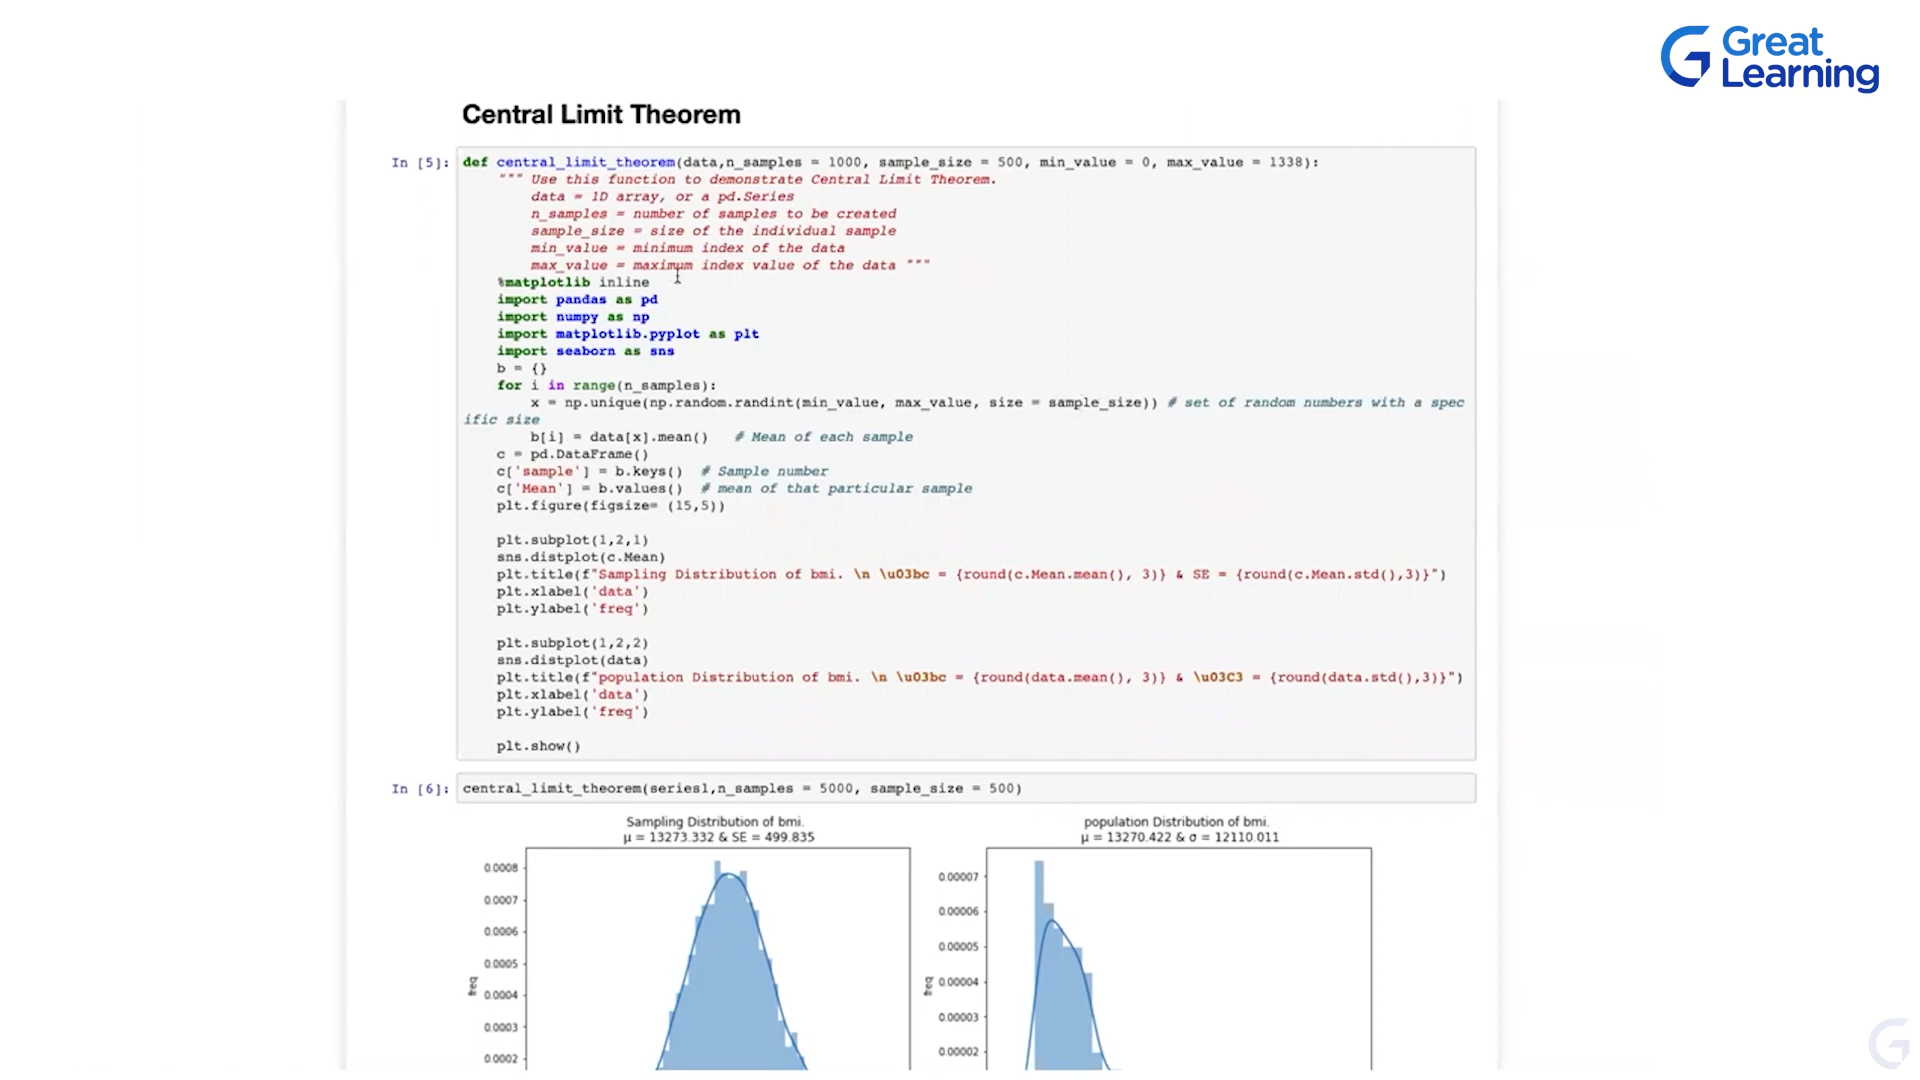 Great
Learning
Central Limit Theorem
In [5]: def central_limit_theorem(data,n_samples = 1000, sample_size = 500, min_value = 0, max_value = 1338):
""" Use this function to demonstrate Central Limit Theorem.
data = 1D array, or a pd.Series
n_samples = number of samples to be created
sample_size = size of the individual sample
min_value = minimum index of the data
max_value = maximum index value of the data """
%matplotlib inline
import pandas as pd
import numpy as np
import matplotlib.pyplot as plt
import seaborn as sns
b = {}
for i in range(n_samples):
x = np.unique(np.random.randint(min_value, max_value, size = sample_size)) # set of random numbers with a spec
ific size
b[i] = data[x].mean() # Mean of each sample
c = pd.DataFrame()
c['sample'] = b.keys() # Sample number
c['Mean'] = b.values() # mean of that particular sample
plt.figure(figsize= (15,5))
plt.subplot(1,2,1)
sns.distplot(c.Mean)
plt.title(f"Sampling Distribution of bmi. \n \u03bc = {round(c.Mean.mean(), 3)} & SE = {round(c.Mean.std(),3)}")
plt.xlabel('data')
plt.ylabel('freq')
plt.subplot(1,2,2)
sns.distplot(data)
plt.title(f"population Distribution of bmi. \n \u03bc = {round(data.mean(), 3)} & \u03C3 = {round(data.std(),3)}")
plt.xlabel('data')
plt.ylabel('freq')
plt.show()
In [6]: central_limit_theorem(series1,n_samples = 5000, sample_size = 500)
Sampling Distribution of bmi.
μ = 13273.332 & SE = 499.835
0.0008
0.0007
0.0006
0.0005
0.0004
0.0003
0.0002
freq
population Distribution of bmi.
μ = 13270.422 & σ = 12110.011
0.00007
0.00006
0.00005
0.00004
0.00003
0.00002
freq